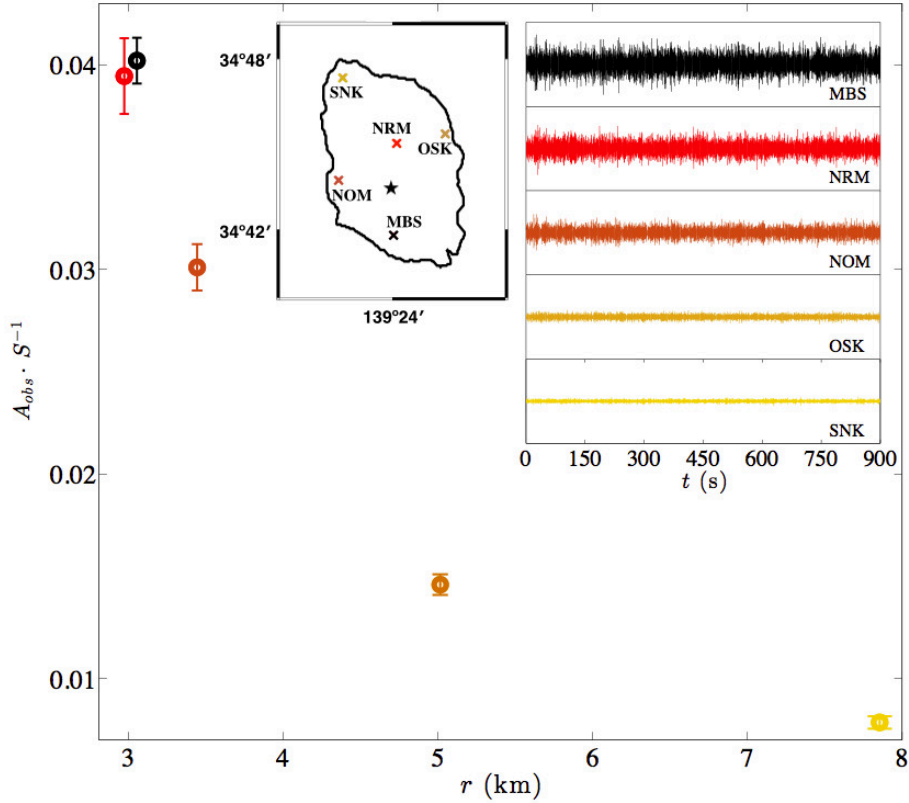 0.04
0.03
0.02
0.01
A_obs · S^−1
3
4
5
6
7
8
r (km)
34°48′
34°42′
139°24′
SNK
NRM
OSK
NOM
MBS
MBS
NRM
NOM
OSK
SNK
0
150
300
450
600
750
900
t (s)